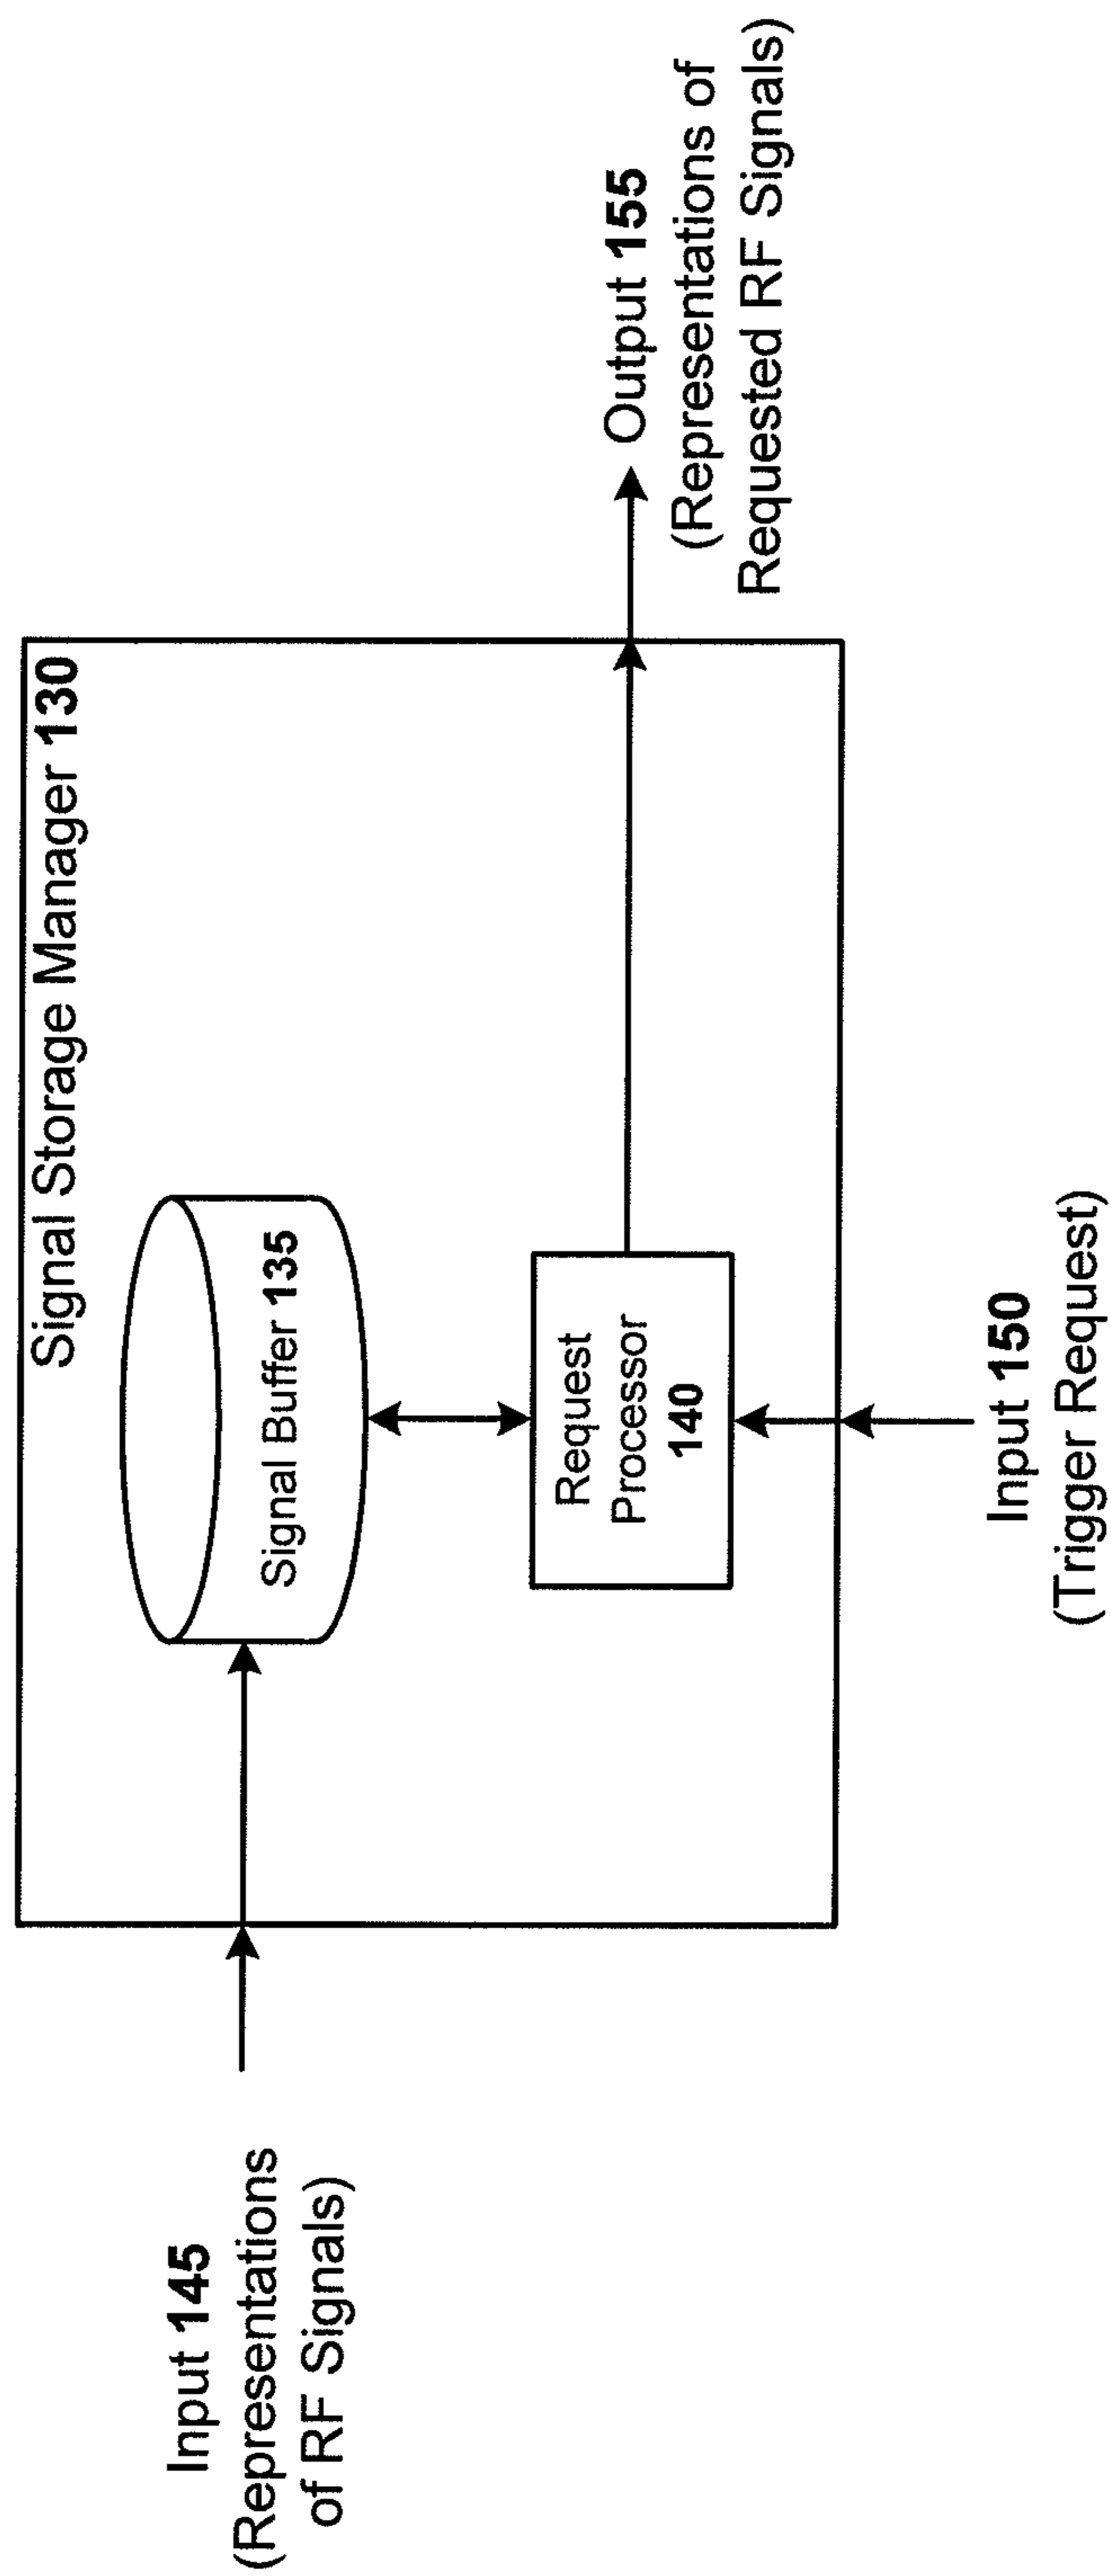 Signal Storage Manager 130
Input 145
(Representations
of RF Signals)
Signal Buffer 135
Request
Processor
140
Output 155
(Representations of
Requested RF Signals)
Input 150
(Trigger Request)